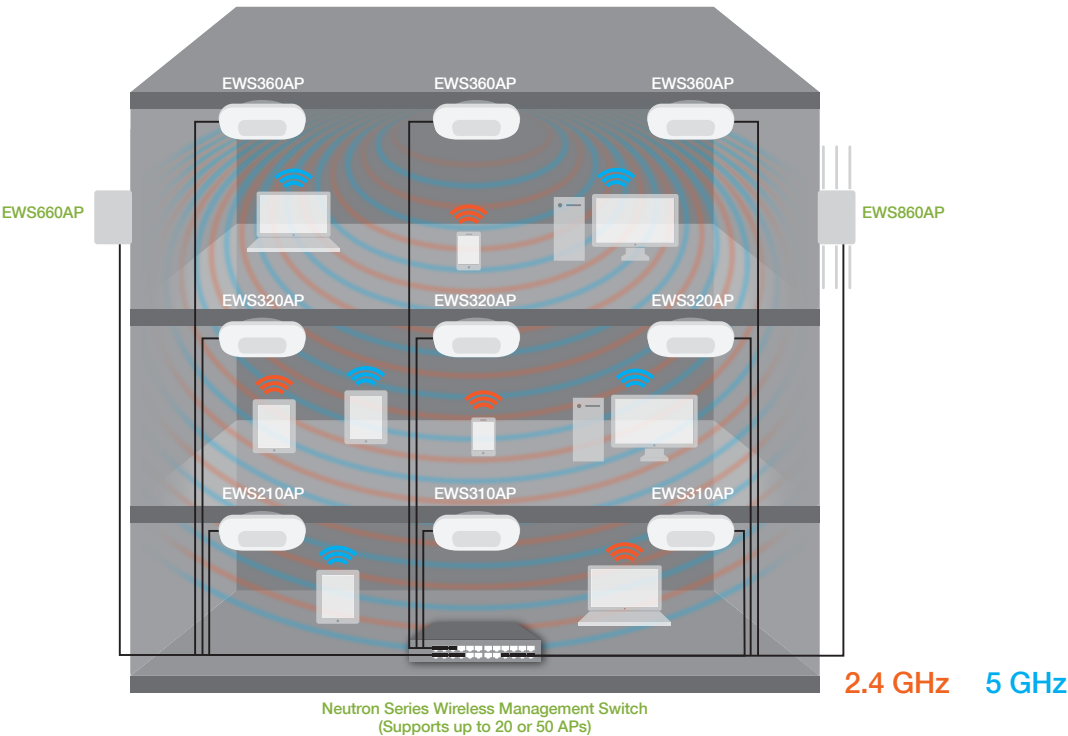 EWS360AP EWS360AP EWS360AP
EWS660AP EWS860AP
EWS320AP EWS320AP EWS320AP
EWS210AP EWS310AP EWS310AP
2.4 GHz 5 GHz
Neutron Series Wireless Management Switch
(Supports up to 20 or 50 APs)